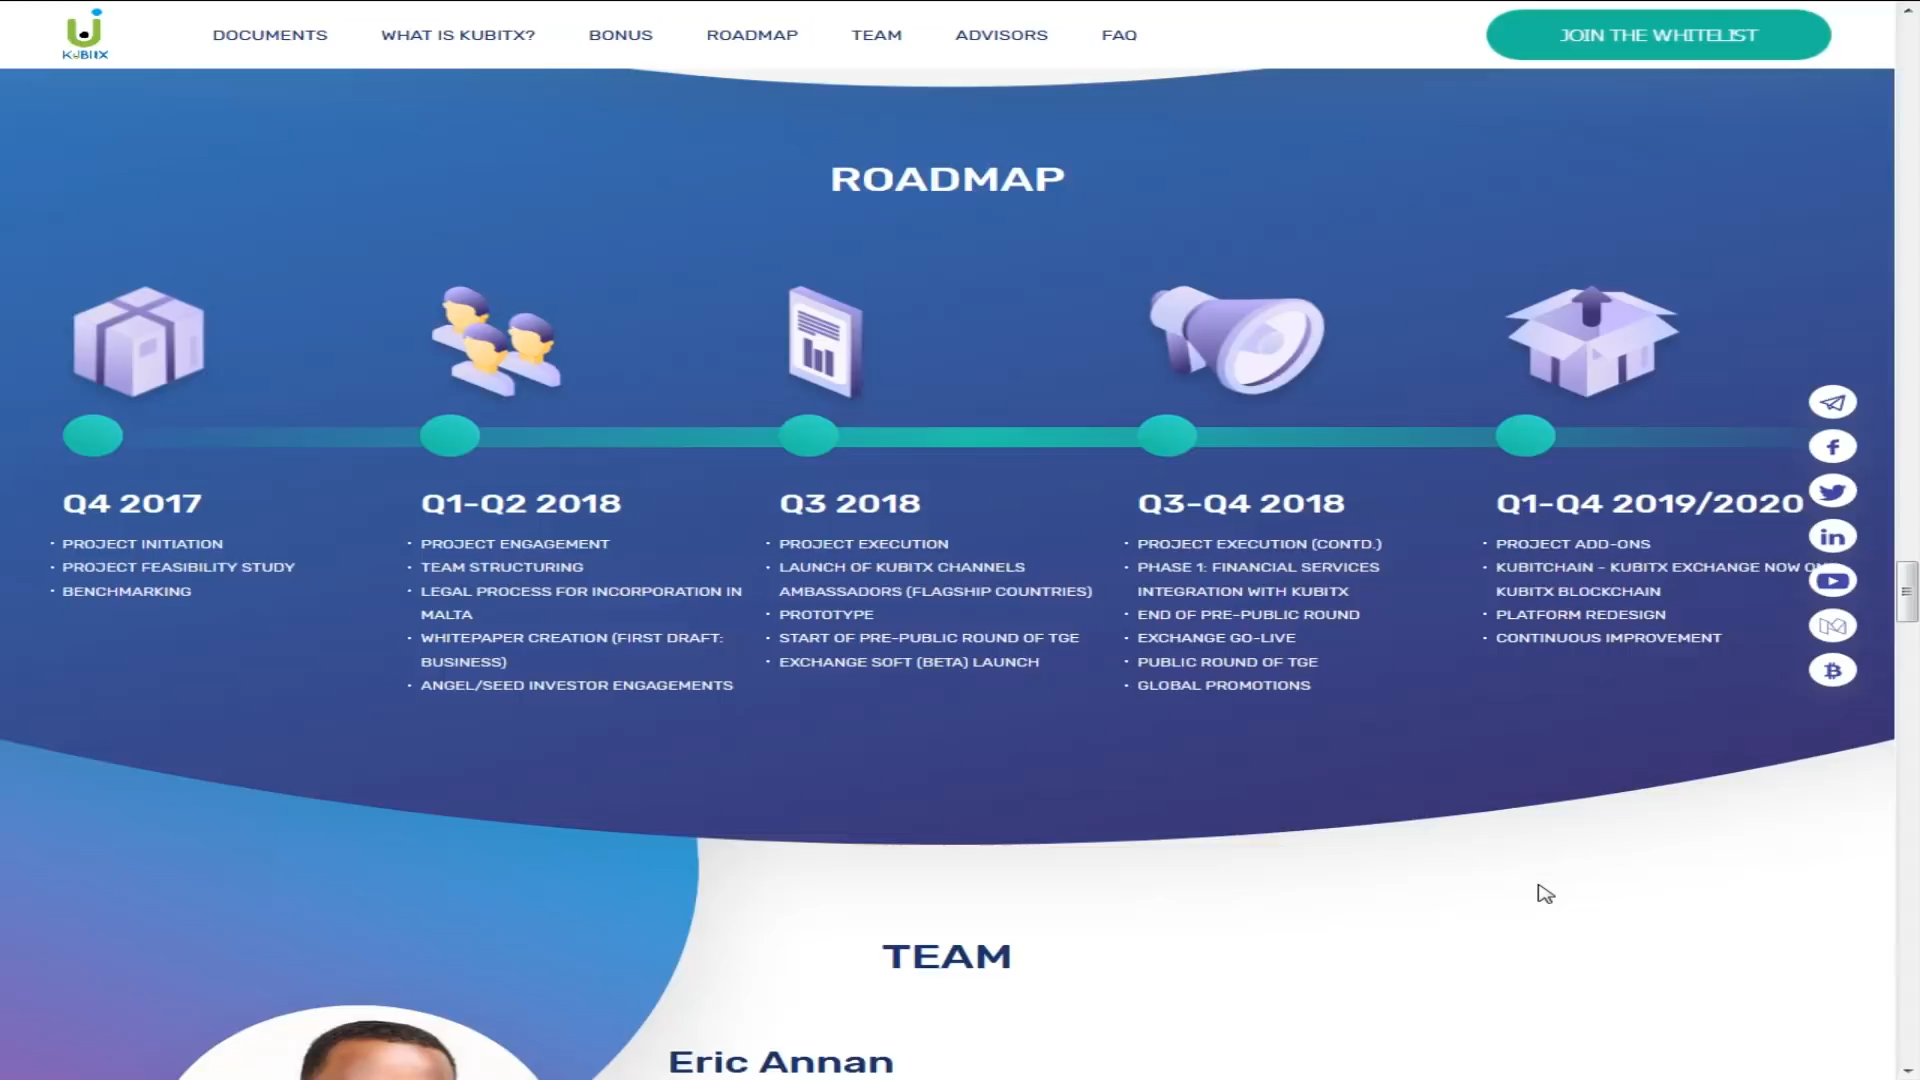 KUBITX
DOCUMENTS
WHAT IS KUBITX?
BONUS
ROADMAP
TEAM
ADVISORS
FAQ
JOIN THE WHITELIST
ROADMAP
Q4 2017
· PROJECT INITIATION
· PROJECT FEASIBILITY STUDY
· BENCHMARKING
Q1-Q2 2018
· PROJECT ENGAGEMENT
· TEAM STRUCTURING
· LEGAL PROCESS FOR INCORPORATION IN
MALTA
· WHITEPAPER CREATION (FIRST DRAFT:
BUSINESS)
· ANGEL/SEED INVESTOR ENGAGEMENTS
Q3 2018
· PROJECT EXECUTION
· LAUNCH OF KUBITX CHANNELS
AMBASSADORS (FLAGSHIP COUNTRIES)
· PROTOTYPE
· START OF PRE-PUBLIC ROUND OF TGE
· EXCHANGE SOFT (BETA) LAUNCH
Q3-Q4 2018
· PROJECT EXECUTION (CONTD.)
· PHASE 1: FINANCIAL SERVICES
INTEGRATION WITH KUBITX
· END OF PRE-PUBLIC ROUND
· EXCHANGE GO-LIVE
· PUBLIC ROUND OF TGE
· GLOBAL PROMOTIONS
Q1-Q4 2019/2020
· PROJECT ADD-ONS
· KUBITCHAIN - KUBITX EXCHANGE NOW ON
KUBITX BLOCKCHAIN
· PLATFORM REDESIGN
· CONTINUOUS IMPROVEMENT
TEAM
Eric Annan